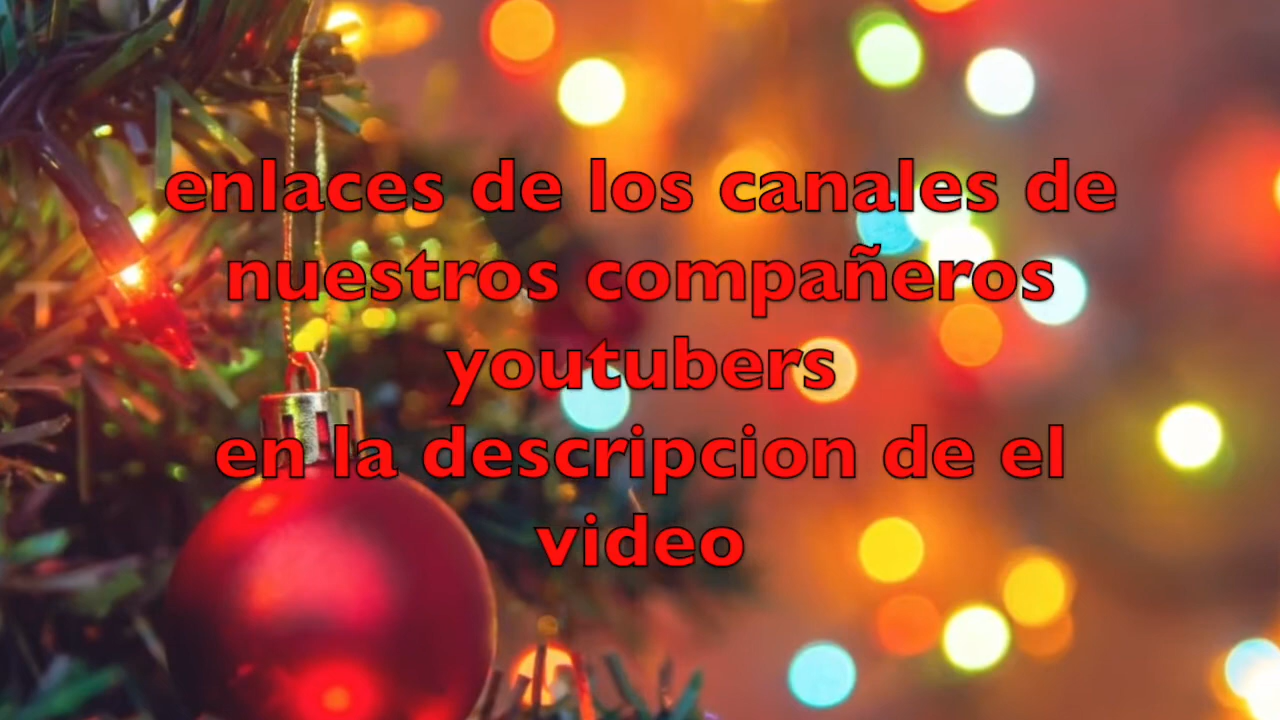 enlaces de los canales de
nuestros compañeros
youtubers
en la descripcion de el
video